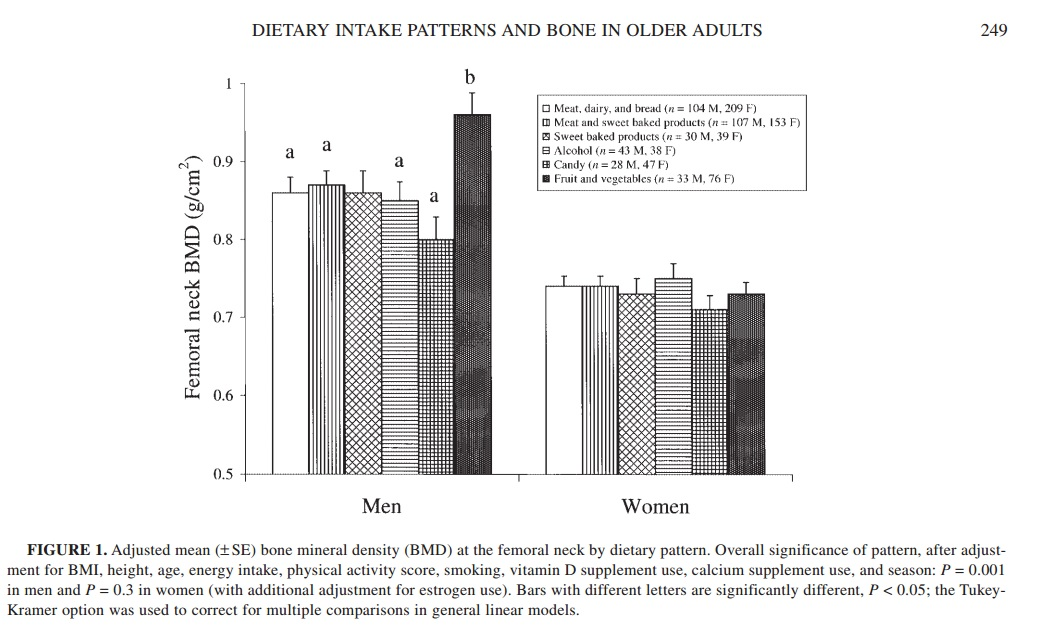 DIETARY INTAKE PATTERNS AND BONE IN OLDER ADULTS 249
b
1
a a
a
0.9
a
0.8
0.7
0.6
0.5
Femoral neck BMD (g/cm²)
Meat, dairy, and bread (n = 104 M, 209 F)
Meat and sweet baked products (n = 107 M, 153 F)
Sweet baked products (n = 30 M, 39 F)
Alcohol (n = 43 M, 38 F)
Candy (n = 28 M, 47 F)
Fruit and vegetables (n = 33 M, 76 F)
Men Women
FIGURE 1. Adjusted mean (±SE) bone mineral density (BMD) at the femoral neck by dietary pattern. Overall significance of pattern, after adjust-
ment for BMI, height, age, energy intake, physical activity score, smoking, vitamin D supplement use, calcium supplement use, and season: P = 0.001
in men and P = 0.3 in women (with additional adjustment for estrogen use). Bars with different letters are significantly different, P < 0.05; the Tukey-
Kramer option was used to correct for multiple comparisons in general linear models.